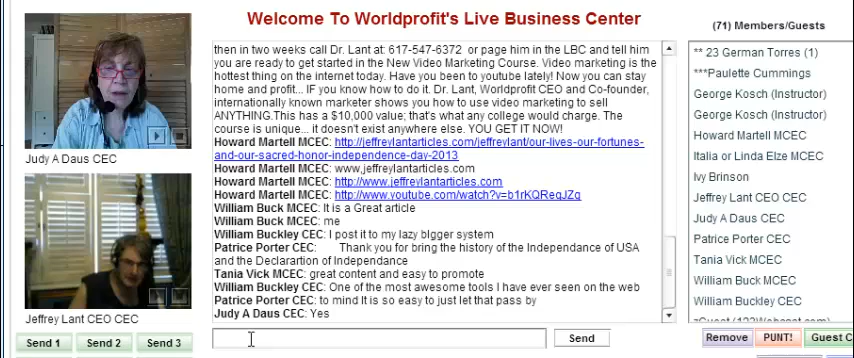 Welcome To Worldprofit's Live Business Center
(71) Members/Guests
Judy A Daus CEC
Jeffrey Lant CEO CEC
Send 1 Send 2 Send 3
then in two weeks call Dr. Lant at: 617-547-6372 or page him in the LBC and tell him
you are ready to get started in the New Video Marketing Course. Video marketing is the
hottest thing on the internet today. Have you been to youtube lately! Now you can stay
home and profit... IF you know how to do it. Dr. Lant, Worldprofit CEO and Co-founder,
internationally known marketer shows you how to use video marketing to sell
ANYTHING.This has a $10,000 value; that's what any college would charge. The
course is unique... it doesn't exist anywhere else. YOU GET IT NOW!
Howard Martell MCEC: http://jeffreylantarticles.com/jeffreylant/our-lives-our-fortunes-
and-our-sacred-honor-independence-day-2013
Howard Martell MCEC: www,jeffreylantarticles.com
Howard Martell MCEC: http://www.jeffreylantarticles.com
Howard Martell MCEC: http://www.youtube.com/watch?v=b1rKQReqJZg
William Buck MCEC: It is a Great article
William Buck MCEC: me
William Buckley CEC: I post it to my lazy blgger system
Patrice Porter CEC: Thank you for bring the history of the Independance of USA
and the Declaration of Independance
Tania Vick MCEC: great content and easy to promote
William Buckley CEC: One of the most awesome tools I have ever seen on the web
Patrice Porter CEC: to mind It is so easy to just let that pass by
Judy A Daus CEC: Yes
Send
** 23 German Torres (1)
***Paulette Cummings
George Kosch (Instructor)
George Kosch (Instructor)
Howard Martell MCEC
Italia or Linda Elze MCEC
Ivy Brinson
Jeffrey Lant CEO CEC
Judy A Daus CEC
Patrice Porter CEC
Tania Vick MCEC
William Buck MCEC
William Buckley CEC
Remove PUNT! Guest C